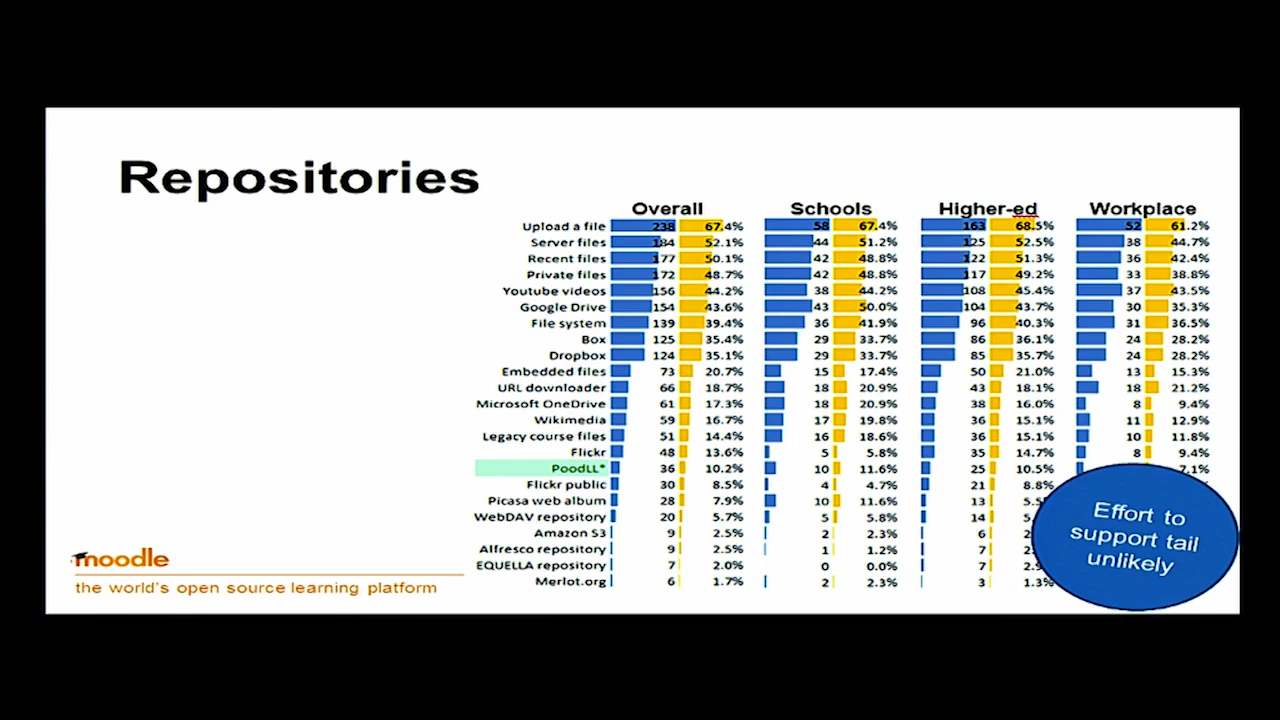 Repositories
Overall Schools Higher-ed Workplace
Upload a file 238 67.4% 58 67.4% 163 68.5% 52 61.2%
Server files 184 52.1% 44 51.2% 125 52.5% 38 44.7%
Recent files 177 50.1% 42 48.8% 122 51.3% 36 42.4%
Private files 172 48.7% 42 48.8% 117 49.2% 33 38.8%
Youtube videos 156 44.2% 38 44.2% 108 45.4% 37 43.5%
Google Drive 154 43.6% 43 50.0% 104 43.7% 30 35.3%
File system 139 39.4% 36 41.9% 96 40.3% 31 36.5%
Box 125 35.4% 29 33.7% 86 36.1% 24 28.2%
Dropbox 124 35.1% 29 33.7% 85 35.7% 24 28.2%
Embedded files 73 20.7% 15 17.4% 50 21.0% 13 15.3%
URL downloader 66 18.7% 18 20.9% 43 18.1% 18 21.2%
Microsoft OneDrive 61 17.3% 18 20.9% 38 16.0% 8 9.4%
Wikimedia 59 16.7% 17 19.8% 36 15.1% 11 12.9%
Legacy course files 51 14.4% 16 18.6% 36 15.1% 10 11.8%
Flickr 48 13.6% 5 5.8% 35 14.7% 8 9.4%
PoodLL* 36 10.2% 10 11.6% 25 10.5% 7.1%
Flickr public 30 8.5% 4 4.7% 21 8.8%
Picasa web album 28 7.9% 10 11.6% 13 5.5
WebDAV repository 20 5.7% 5 5.8% 14
Amazon S3 9 2.5% 2 2.3% 6
Alfresco repository 9 2.5% 1 1.2% 7
EQUELLA repository 7 2.0% 0 0.0% 7 2.9
Merlot.org 6 1.7% 2 2.3% 3 1.3%
Effort to
support tail
unlikely
moodle
the world's open source learning platform